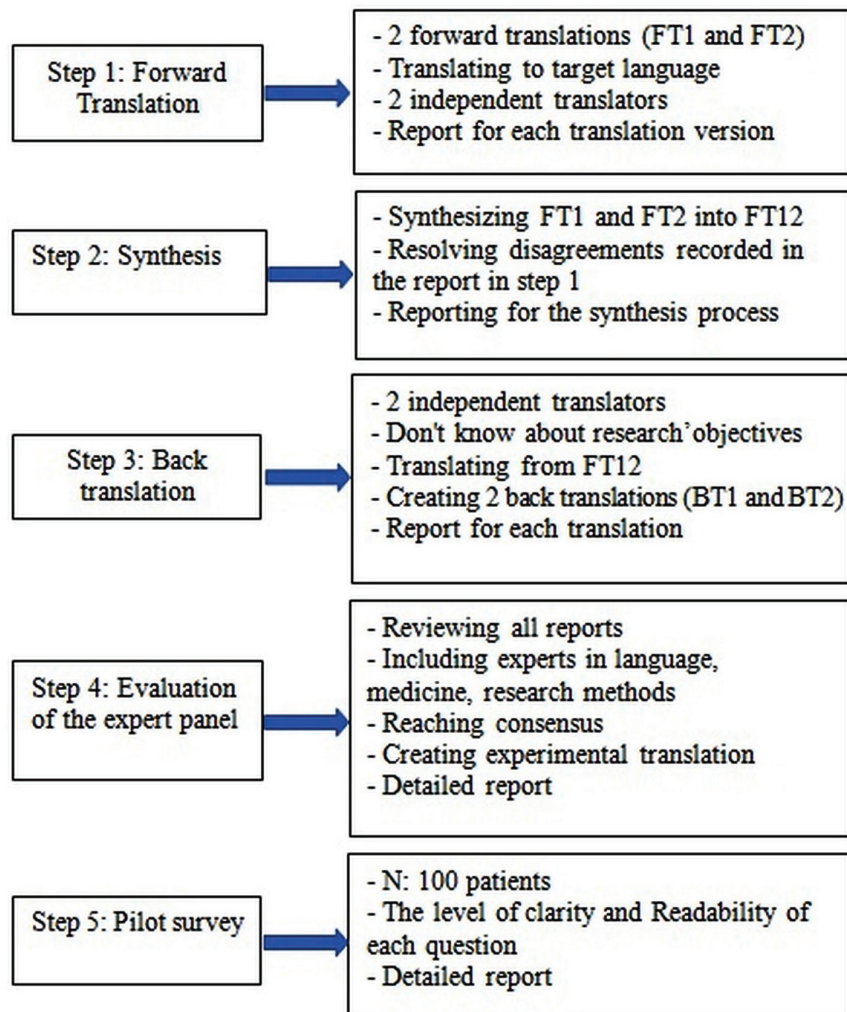 Step 1: Forward
Translation
- 2 forward translations (FT1 and FT2)
- Translating to target language
- 2 independent translators
- Report for each translation version
Step 2: Synthesis
- Synthesizing FT1 and FT2 into FT12
- Resolving disagreements recorded in
the report in step 1
- Reporting for the synthesis process
Step 3: Back
translation
- 2 independent translators
- Don't know about research’objectives
- Translating from FT12
- Creating 2 back translations (BT1 and BT2)
- Report for each translation
Step 4: Evaluation
of the expert panel
- Reviewing all reports
- Including experts in language,
medicine, research methods
- Reaching consensus
- Creating experimental translation
- Detailed report
Step 5: Pilot survey
- N: 100 patients
- The level of clarity and Readability of
each question
- Detailed report